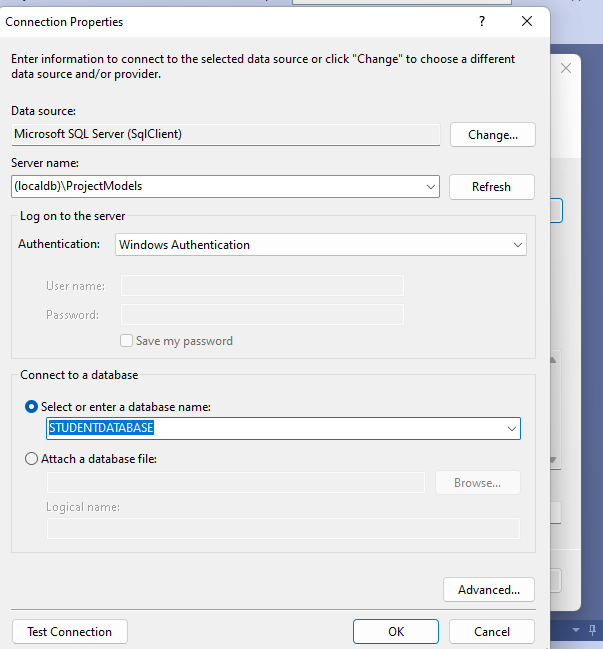 Connection Properties
?
Enter information to connect to the selected data source or click "Change" to choose a different
data source and/or provider.
Data source:
Microsoft SQL Server (SqlClient)
Change...
Server name:
(localdb)\ProjectModels
Refresh
Log on to the server
Authentication:
Windows Authentication
User name:
Password:
Save my password
Connect to a database
Select or enter a database name:
STUDENTDATABASE
Attach a database file:
Browse...
Logical name:
Advanced...
Test Connection
OK
Cancel